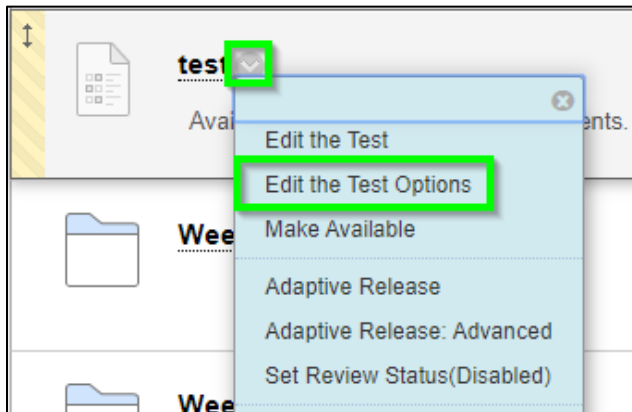 test
Avai
ents.
Edit the Test
Edit the Test Options
Wee
Make Available
Adaptive Release
Adaptive Release: Advanced
Set Review Status(Disabled)
Wee